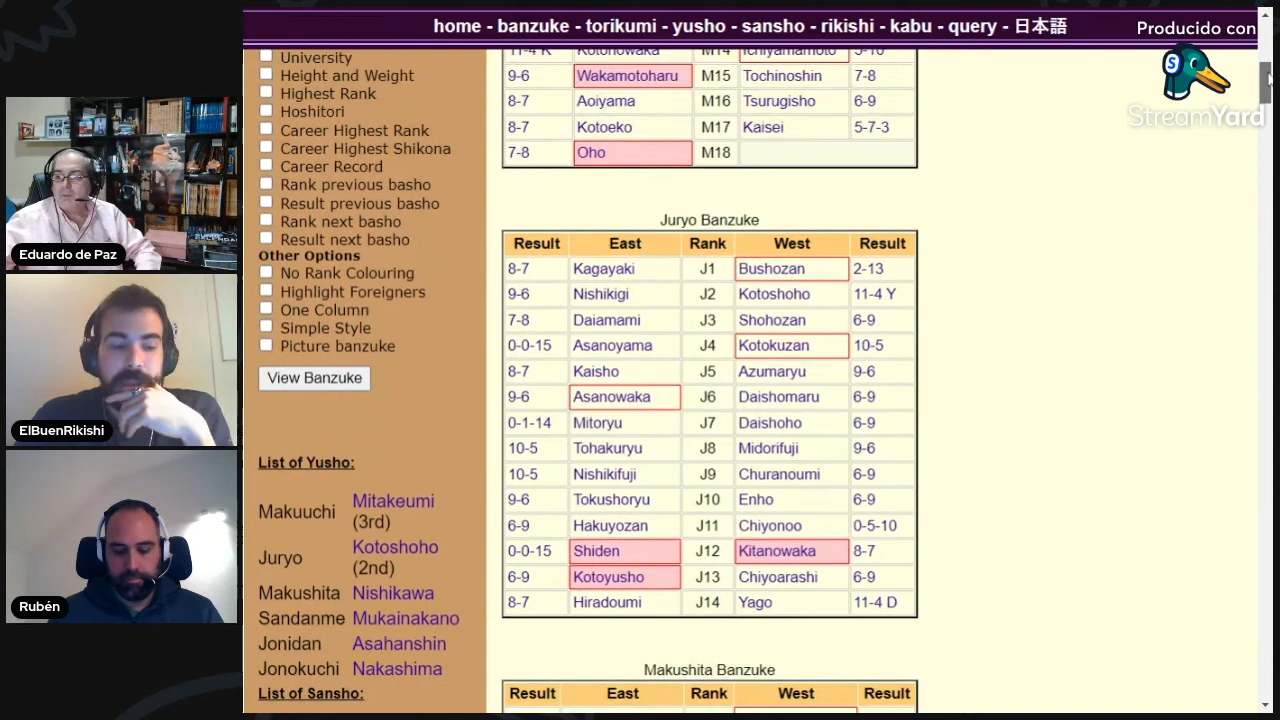 home - banzuke - torikumi - yusho - sansho - rikishi - kabu - query - 日本語
Producido con
StreamYard
Eduardo de Paz
ElBuenRikishi
Rubén
University
Height and Weight
Highest Rank
Hoshitori
Career Highest Rank
Career Highest Shikona
Career Record
Rank previous basho
Result previous basho
Rank next basho
Result next basho
Other Options
No Rank Colouring
Highlight Foreigners
One Column
Simple Style
Picture banzuke
View Banzuke
List of Yusho:
Makuuchi Mitakeumi (3rd)
Juryo Kotoshoho (2nd)
Makushita Nishikawa
Sandanme Mukainakano
Jonidan Asahanshin
Jonokuchi Nakashima
List of Sansho:
11-4 K Kotonowaka M14 Ichiyamamoto 5-10
9-6 Wakamotoharu M15 Tochinoshin 7-8
8-7 Aoiyama M16 Tsurugisho 6-9
8-7 Kotoeko M17 Kaisei 5-7-3
7-8 Oho M18
Juryo Banzuke
Result East Rank West Result
8-7 Kagayaki J1 Bushozan 2-13
9-6 Nishikigi J2 Kotoshoho 11-4 Y
7-8 Daiamami J3 Shohozan 6-9
0-0-15 Asanoyama J4 Kotokuzan 10-5
8-7 Kaisho J5 Azumaryu 9-6
9-6 Asanowaka J6 Daishomaru 6-9
0-1-14 Mitoryu J7 Daishoho 6-9
10-5 Tohakuryu J8 Midorifuji 9-6
10-5 Nishikifuji J9 Churanoumi 6-9
9-6 Tokushoryu J10 Enho 6-9
6-9 Hakuyozan J11 Chiyonoo 0-5-10
0-0-15 Shiden J12 Kitanowaka 8-7
6-9 Kotoyusho J13 Chiyoarashi 6-9
8-7 Hiradoumi J14 Yago 11-4 D
Makushita Banzuke
Result East Rank West Result